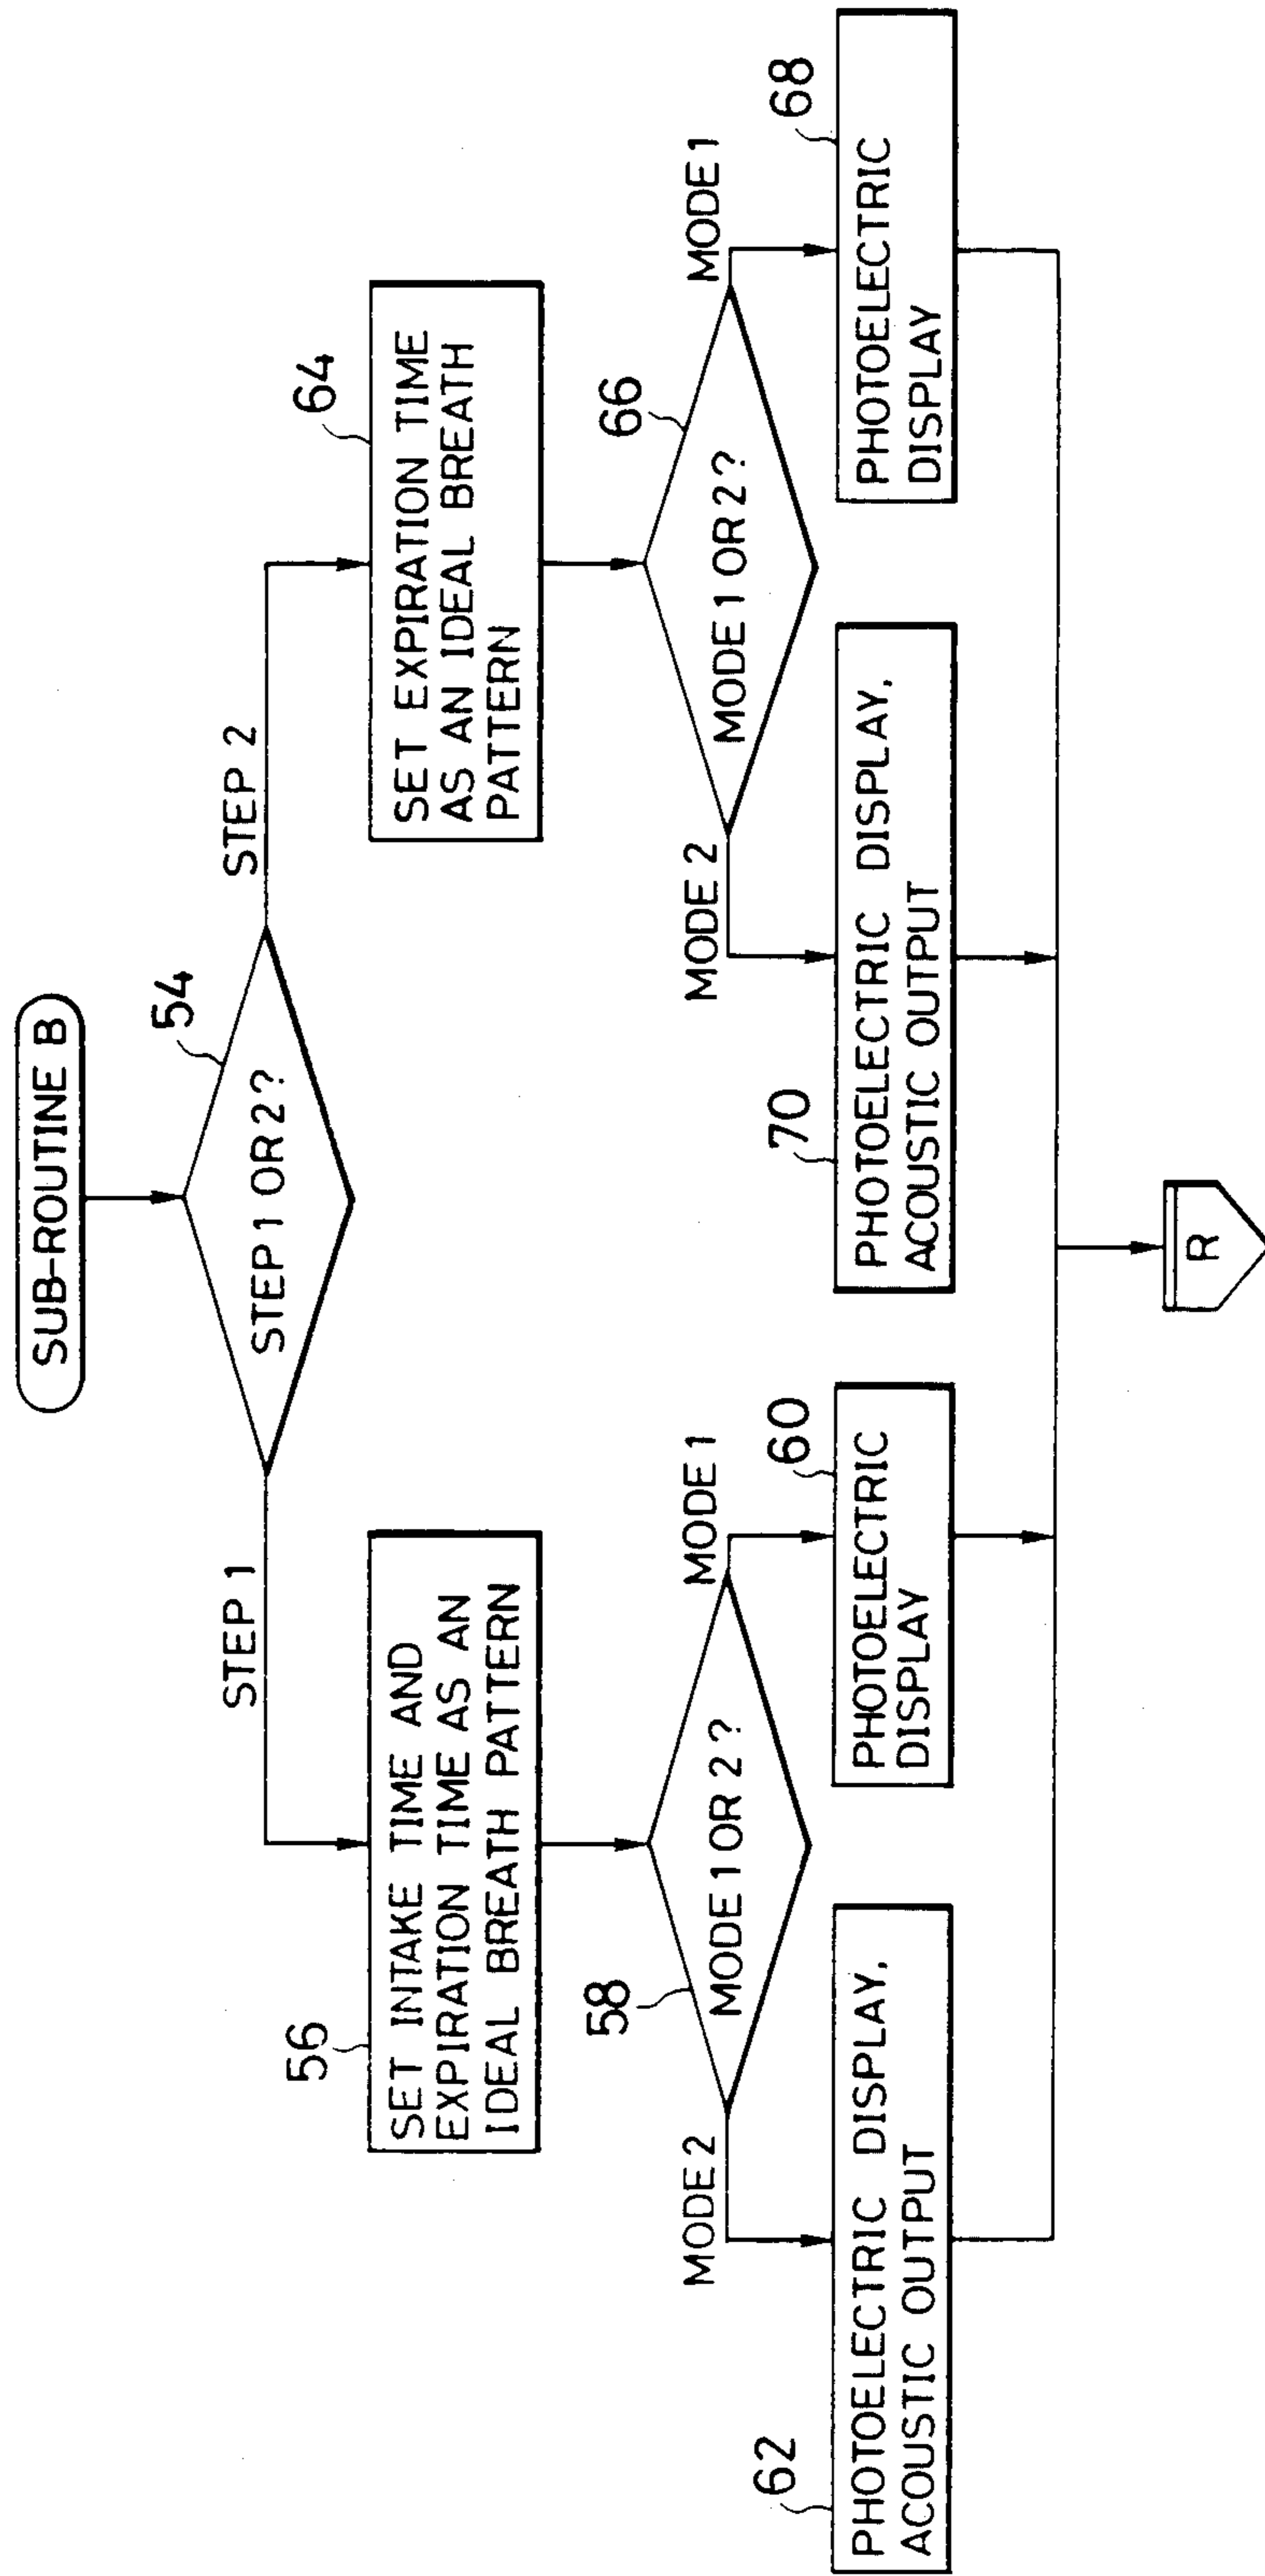 SUB-ROUTINE B
54
STEP 1 OR 2?
STEP 1
STEP 2
56
SET INTAKE TIME AND
EXPIRATION TIME AS AN
IDEAL BREATH PATTERN
64
SET EXPIRATION TIME
AS AN IDEAL BREATH
PATTERN
58
MODE 1 OR 2?
MODE 2
MODE 1
66
MODE 1 OR 2?
MODE 2
MODE 1
62
PHOTOELECTRIC DISPLAY,
ACOUSTIC OUTPUT
60
PHOTOELECTRIC
DISPLAY
70
PHOTOELECTRIC DISPLAY,
ACOUSTIC OUTPUT
68
PHOTOELECTRIC
DISPLAY
R